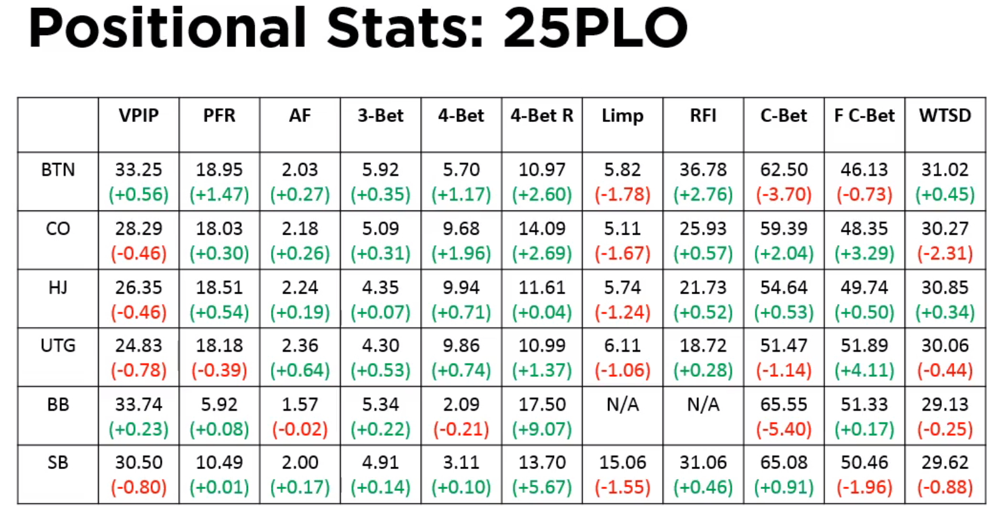 Positional Stats: 25PLO
VPIP PFR AF 3-Bet 4-Bet 4-Bet R Limp RFI C-Bet F C-Bet WTSD
BTN 33.25 18.95 2.03 5.92 5.70 10.97 5.82 36.78 62.50 46.13 31.02
(+0.56) (+1.47) (+0.27) (+0.35) (+1.17) (+2.60) (-1.78) (+2.76) (-3.70) (-0.73) (+0.45)
CO 28.29 18.03 2.18 5.09 9.68 14.09 5.11 25.93 59.39 48.35 30.27
(-0.46) (+0.30) (+0.26) (+0.31) (+1.96) (+2.69) (-1.67) (+0.57) (+2.04) (+3.29) (-2.31)
HJ 26.35 18.51 2.24 4.35 9.94 11.61 5.74 21.73 54.64 49.74 30.85
(-0.46) (+0.54) (+0.19) (+0.07) (+0.71) (+0.04) (-1.24) (+0.52) (+0.53) (+0.50) (+0.34)
UTG 24.83 18.18 2.36 4.30 9.86 10.99 6.11 18.72 51.47 51.89 30.06
(-0.78) (-0.39) (+0.64) (+0.53) (+0.74) (+1.37) (-1.06) (+0.28) (-1.14) (+4.11) (-0.44)
BB 33.74 5.92 1.57 5.34 2.09 17.50 N/A N/A 65.55 51.33 29.13
(+0.23) (+0.08) (-0.02) (+0.22) (-0.21) (+9.07) (-5.40) (+0.17) (-0.25)
SB 30.50 10.49 2.00 4.91 3.11 13.70 15.06 31.06 65.08 50.46 29.62
(-0.80) (+0.01) (+0.17) (+0.14) (+0.10) (+5.67) (-1.55) (+0.46) (+0.91) (-1.96) (-0.88)